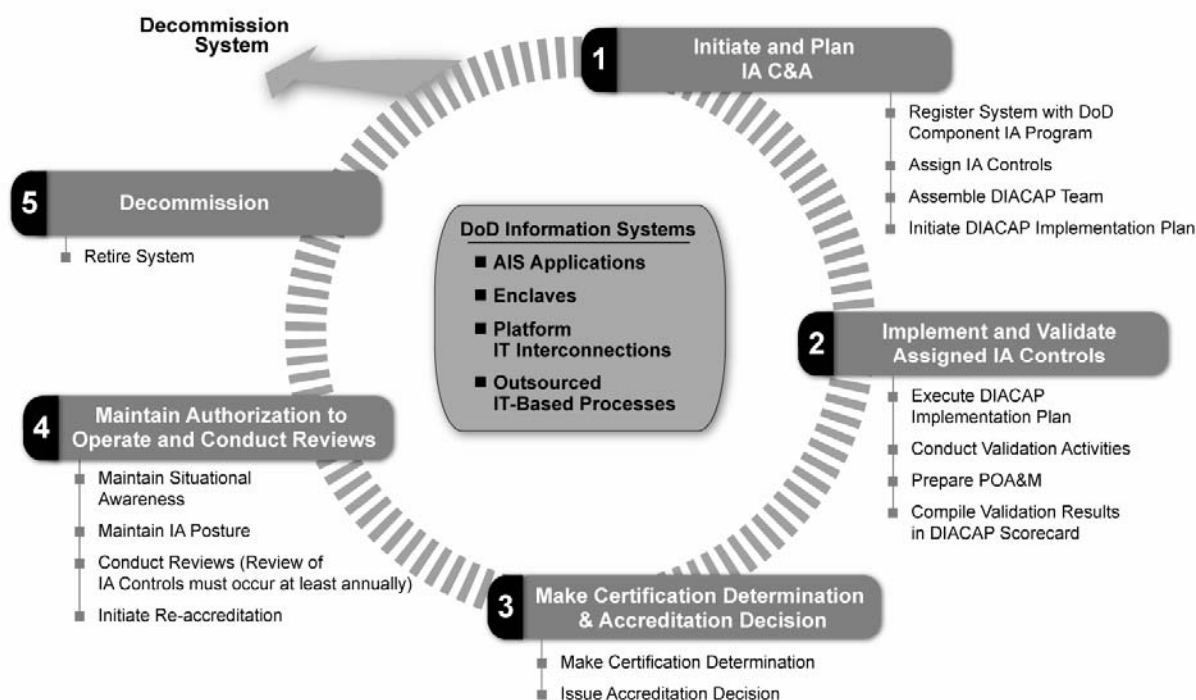 Decommission
System
1
Initiate and Plan
IA C&A
■ Register System with DoD
Component IA Program
■ Assign IA Controls
■ Assemble DIACAP Team
■ Initiate DIACAP Implementation Plan
2
Implement and Validate
Assigned IA Controls
■ Execute DIACAP
Implementation Plan
■ Conduct Validation Activities
■ Prepare POA&M
■ Compile Validation Results
in DIACAP Scorecard
3
Make Certification Determination
& Accreditation Decision
■ Make Certification Determination
■ Issue Accreditation Decision
4
Maintain Authorization to
Operate and Conduct Reviews
■ Maintain Situational
Awareness
■ Maintain IA Posture
■ Conduct Reviews (Review of
IA Controls must occur at least annually)
■ Initiate Re-accreditation
5
Decommission
■ Retire System
DoD Information Systems
■ AIS Applications
■ Enclaves
■ Platform
IT Interconnections
■ Outsourced
IT-Based Processes